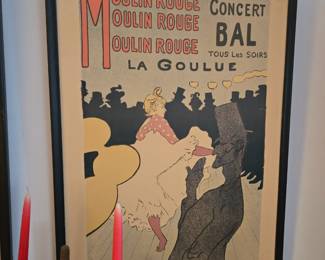 MOULIN ROUGE CONCERT
MOULIN ROUGE BAL
MOULIN ROUGE TOUS LES SOIRS
LA GOULUE